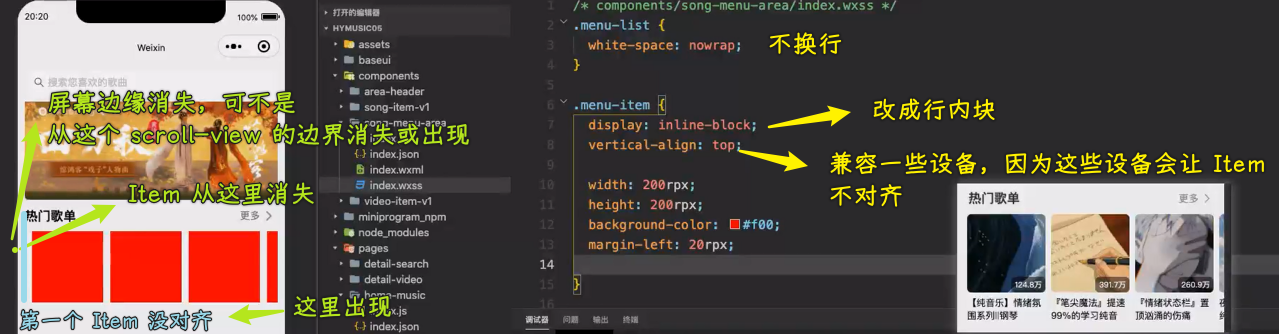 20:20
100%
Weixin
搜索您喜欢的歌曲
屏幕边缘消失，可不是
从这个 scroll-view 的边界消失或出现
Item 从这里消失
热门歌单
更多
这里出现
第一个 Item 没对齐
打开的编辑器
HYMUSIC05
assets
baseui
components
area-header
song-item-v1
song-menu-area
index.json
index.wxml
index.wxss
video-item-v1
miniprogram_npm
node_modules
pages
detail-search
detail-video
home-music
index.json
1 /* components/song-menu-area/index.wxss */
2 .menu-list {
3 white-space: nowrap;
4 }
5
6 .menu-item {
7 display: inline-block;
8 vertical-align: top;
9
10 width: 200rpx;
11 height: 200rpx;
12 background-color: #f00;
13 margin-left: 20rpx;
14
15 }
16
不换行
改成行内块
兼容一些设备，因为这些设备会让 Item
不对齐
热门歌单
更多
124.8万
391.7万
260.9万
【纯音乐】情绪氛
围系列||钢琴
『笔尖魔法』提速
99%的学习纯音
『情绪状态栏』置
顶汹涌的伤痛
调试器
问题
输出
终端